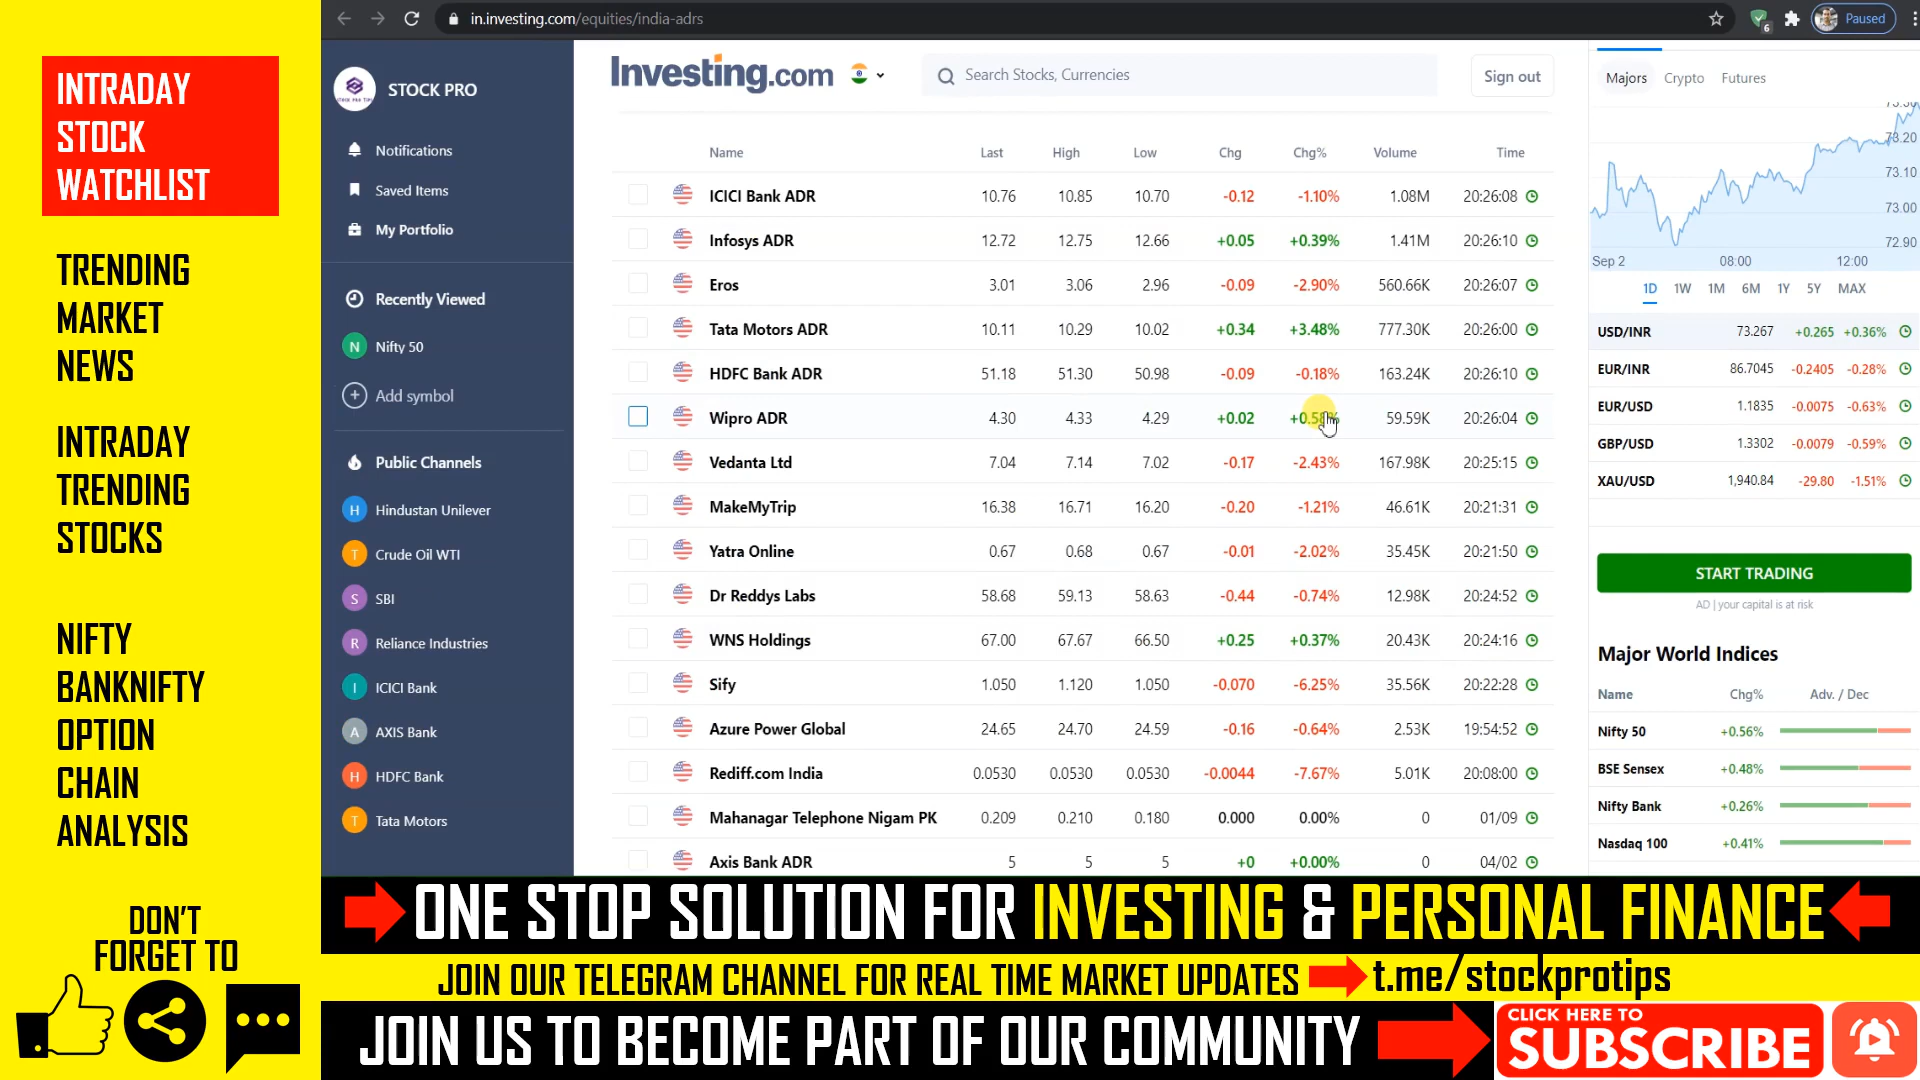 INTRADAY
STOCK
WATCHLIST
TRENDING
MARKET
NEWS
INTRADAY
TRENDING
STOCKS
NIFTY
BANKNIFTY
OPTION
CHAIN
ANALYSIS
DON'T
FORGET TO
in.investing.com/equities/india-adrs
6
Paused
STOCK PRO
Notifications
Saved Items
My Portfolio
Recently Viewed
N Nifty 50
Add symbol
Public Channels
H Hindustan Unilever
T Crude Oil WTI
S SBI
R Reliance Industries
I ICICI Bank
A AXIS Bank
H HDFC Bank
T Tata Motors
Investing.com
Search Stocks, Currencies
Sign out
Name Last High Low Chg Chg% Volume Time
ICICI Bank ADR 10.76 10.85 10.70 -0.12 -1.10% 1.08M 20:26:08
Infosys ADR 12.72 12.75 12.66 +0.05 +0.39% 1.41M 20:26:10
Eros 3.01 3.06 2.96 -0.09 -2.90% 560.66K 20:26:07
Tata Motors ADR 10.11 10.29 10.02 +0.34 +3.48% 777.30K 20:26:00
HDFC Bank ADR 51.18 51.30 50.98 -0.09 -0.18% 163.24K 20:26:10
Wipro ADR 4.30 4.33 4.29 +0.02 59.59K 20:26:04
Vedanta Ltd 7.04 7.14 7.02 -0.17 -2.43% 167.98K 20:25:15
MakeMyTrip 16.38 16.71 16.20 -0.20 -1.21% 46.61K 20:21:31
Yatra Online 0.67 0.68 0.67 -0.01 -2.02% 35.45K 20:21:50
Dr Reddys Labs 58.68 59.13 58.63 -0.44 -0.74% 12.98K 20:24:52
WNS Holdings 67.00 67.67 66.50 +0.25 +0.37% 20.43K 20:24:16
Sify 1.050 1.120 1.050 -0.070 -6.25% 35.56K 20:22:28
Azure Power Global 24.65 24.70 24.59 -0.16 -0.64% 2.53K 19:54:52
Rediff.com India 0.0530 0.0530 0.0530 -0.0044 -7.67% 5.01K 20:08:00
Mahanagar Telephone Nigam PK 0.209 0.210 0.180 0.000 0.00% 0 01/09
Axis Bank ADR 5 5 5 +0 +0.00% 0 04/02
Majors Crypto Futures
73.20
73.10
73.00
72.90
Sep 2 08:00 12:00
1D 1W 1M 6M 1Y 5Y MAX
USD/INR 73.267 +0.265 +0.36%
EUR/INR 86.7045 -0.2405 -0.28%
EUR/USD 1.1835 -0.0075 -0.63%
GBP/USD 1.3302 -0.0079 -0.59%
XAU/USD 1,940.84 -29.80 -1.51%
START TRADING
AD | your capital is at risk
Major World Indices
Name Chg% Adv. / Dec
Nifty 50 +0.56%
BSE Sensex +0.48%
Nifty Bank +0.26%
Nasdaq 100 +0.41%
ONE STOP SOLUTION FOR INVESTING & PERSONAL FINANCE
JOIN OUR TELEGRAM CHANNEL FOR REAL TIME MARKET UPDATES t.me/stockprotips
JOIN US TO BECOME PART OF OUR COMMUNITY
CLICK HERE TO
SUBSCRIBE